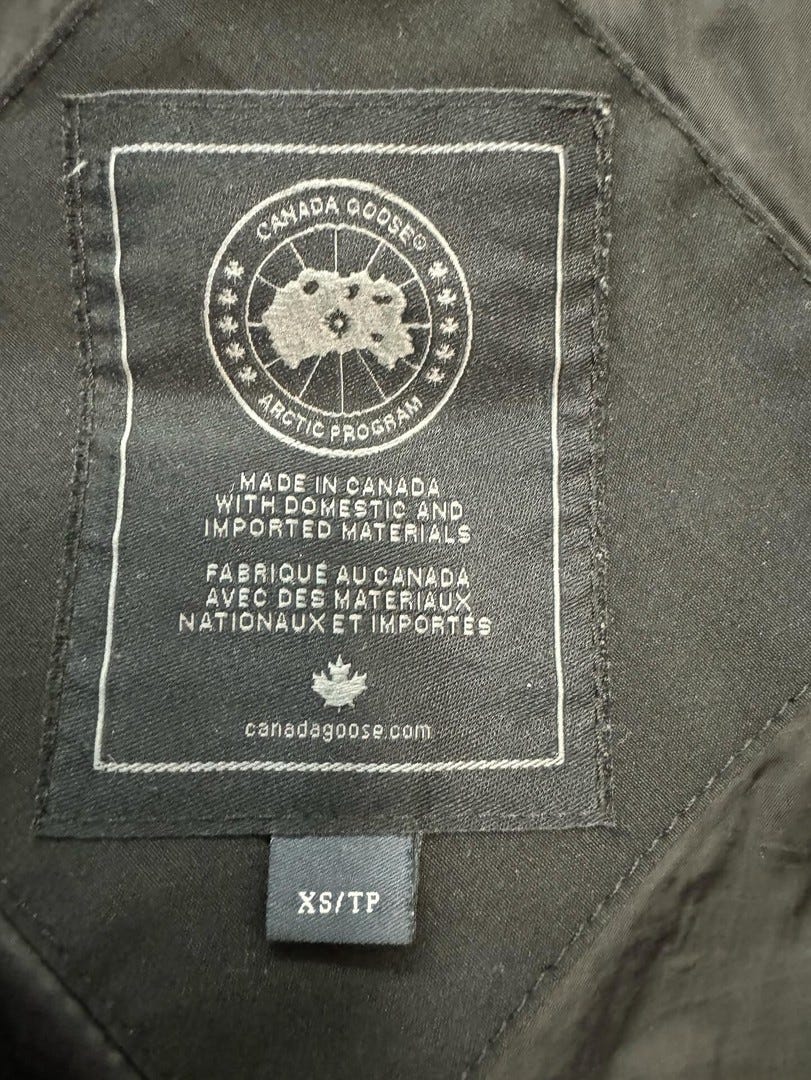 CANADA GOOSE®
ARCTIC PROGRAM
MADE IN CANADA
WITH DOMESTIC AND
IMPORTED MATERIALS
FABRIQUÉ AU CANADA
AVEC DES MATERIAUX
NATIONAUX ET IMPORTÉS
canadagoose.com
XS/TP